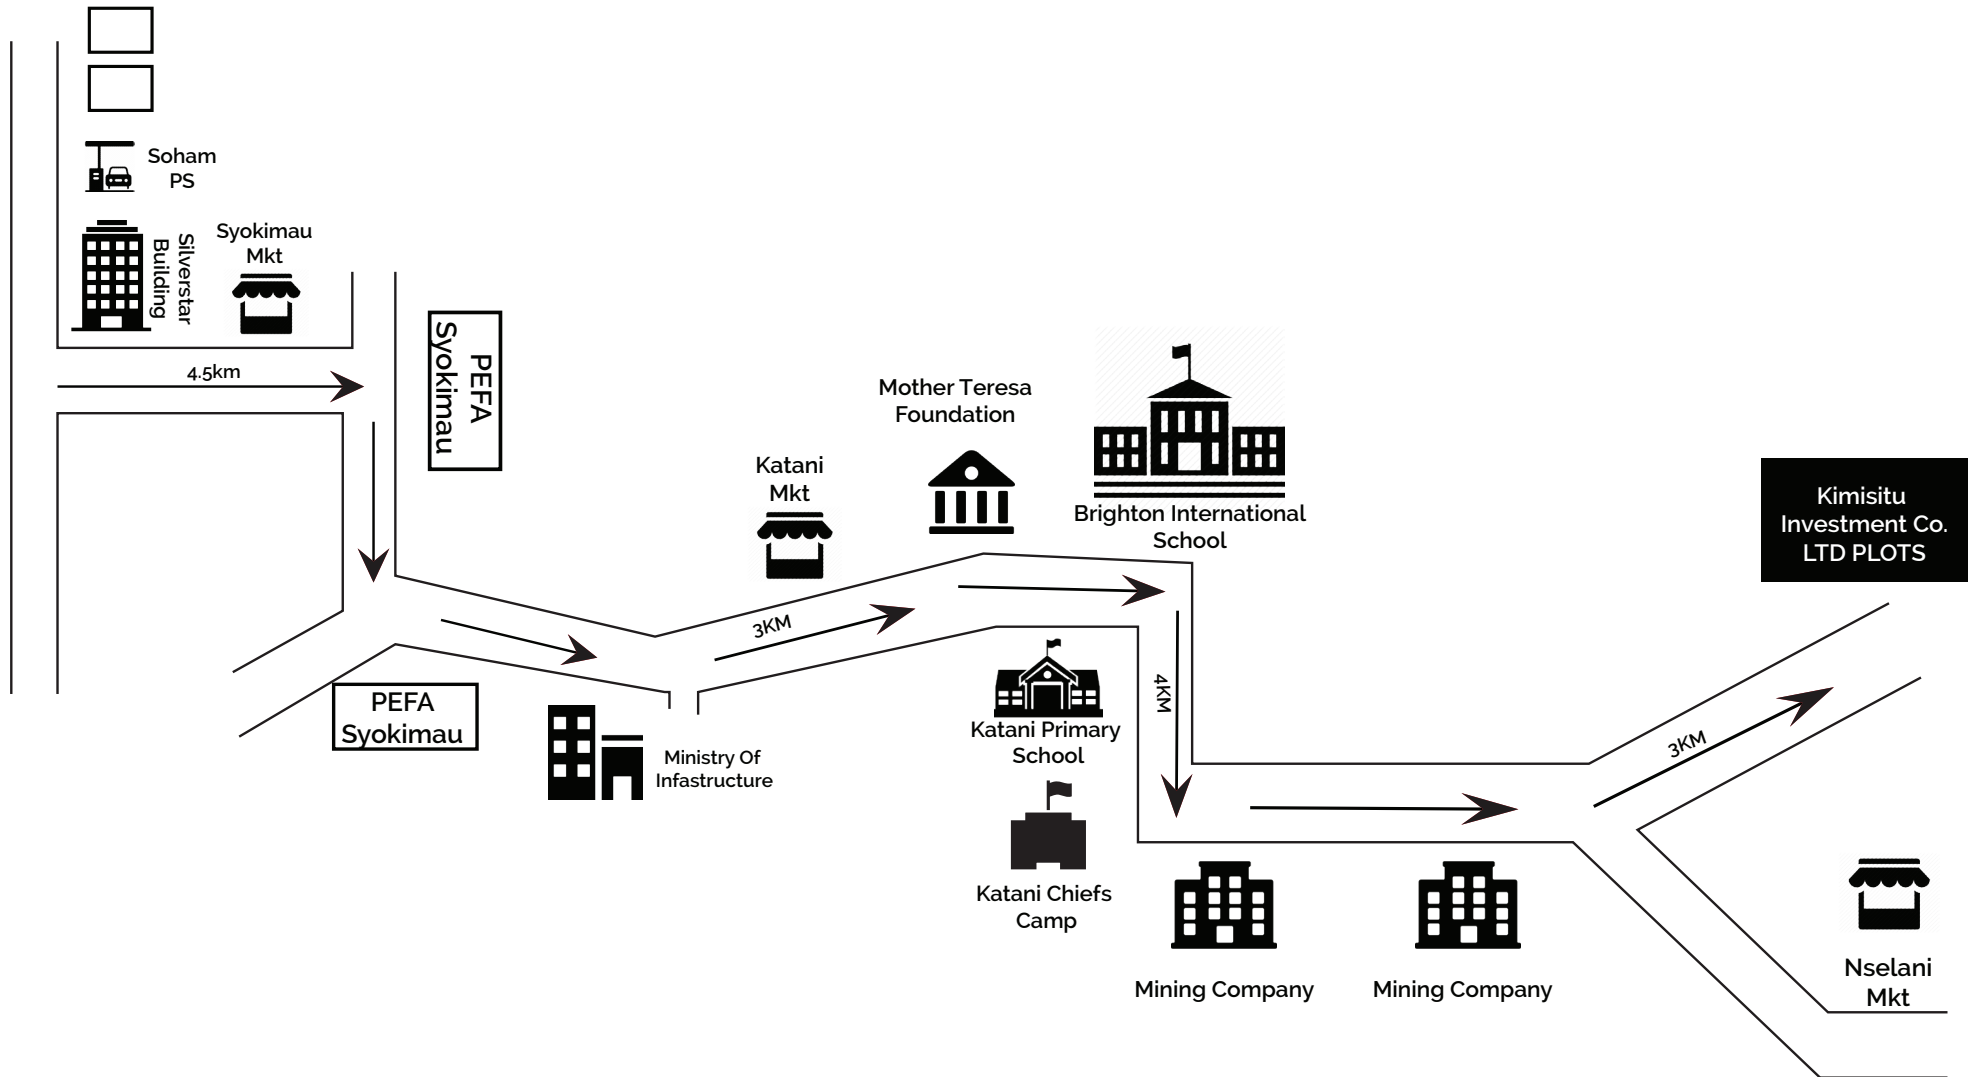 Soham
PS
Silverstar
Building
Syokimau
Mkt
4.5km
PEFA
Syokimau
Mother Teresa
Foundation
Katani
Mkt
Brighton International
School
Kimisitu
Investment Co.
LTD PLOTS
3KM
PEFA
Syokimau
Ministry Of
Infastructure
Katani Primary
School
4KM
3KM
Katani Chiefs
Camp
Mining Company
Mining Company
Nselani
Mkt